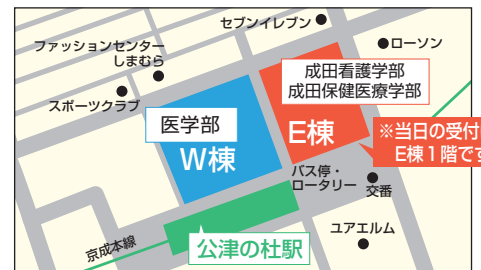 セブンイレブン
ファッションセンター
しまむら
ローソン
成田看護学部
成田保健医療学部
スポーツクラブ
医学部
W棟
E棟
※当日の受付
E棟1階です
バス停・
ロータリー
交番
京成本線
公津の杜駅
ユアエルム